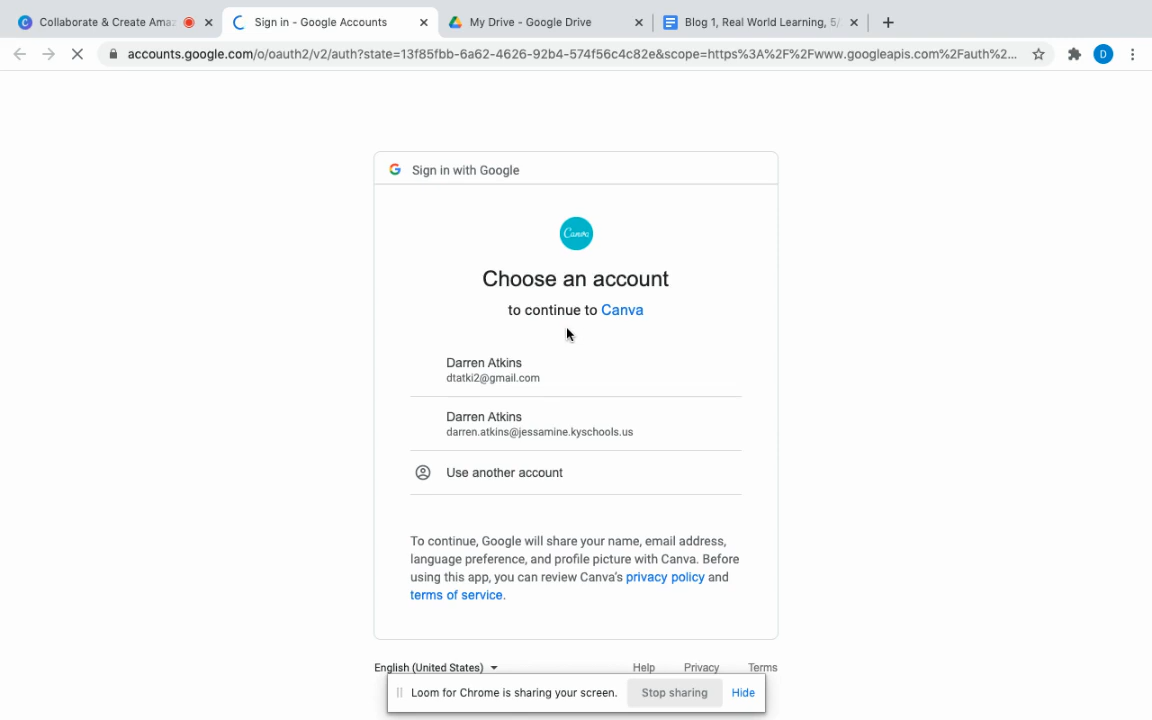 Collaborate & Create Amaz
Sign in - Google Accounts
My Drive - Google Drive
Blog 1, Real World Learning, 5/
accounts.google.com/o/oauth2/v2/auth?state=13f85fbb-6a62-4626-92b4-574f56c4c82e&scope=https%3A%2F%2Fwww.googleapis.com%2Fauth%2...
D
Sign in with Google
Canva
Choose an account
to continue to Canva
Darren Atkins
dtatki2@gmail.com
Darren Atkins
darren.atkins@jessamine.kyschools.us
Use another account
To continue, Google will share your name, email address,
language preference, and profile picture with Canva. Before
using this app, you can review Canva's privacy policy and
terms of service.
English (United States)
Help
Privacy
Terms
Loom for Chrome is sharing your screen.
Stop sharing
Hide